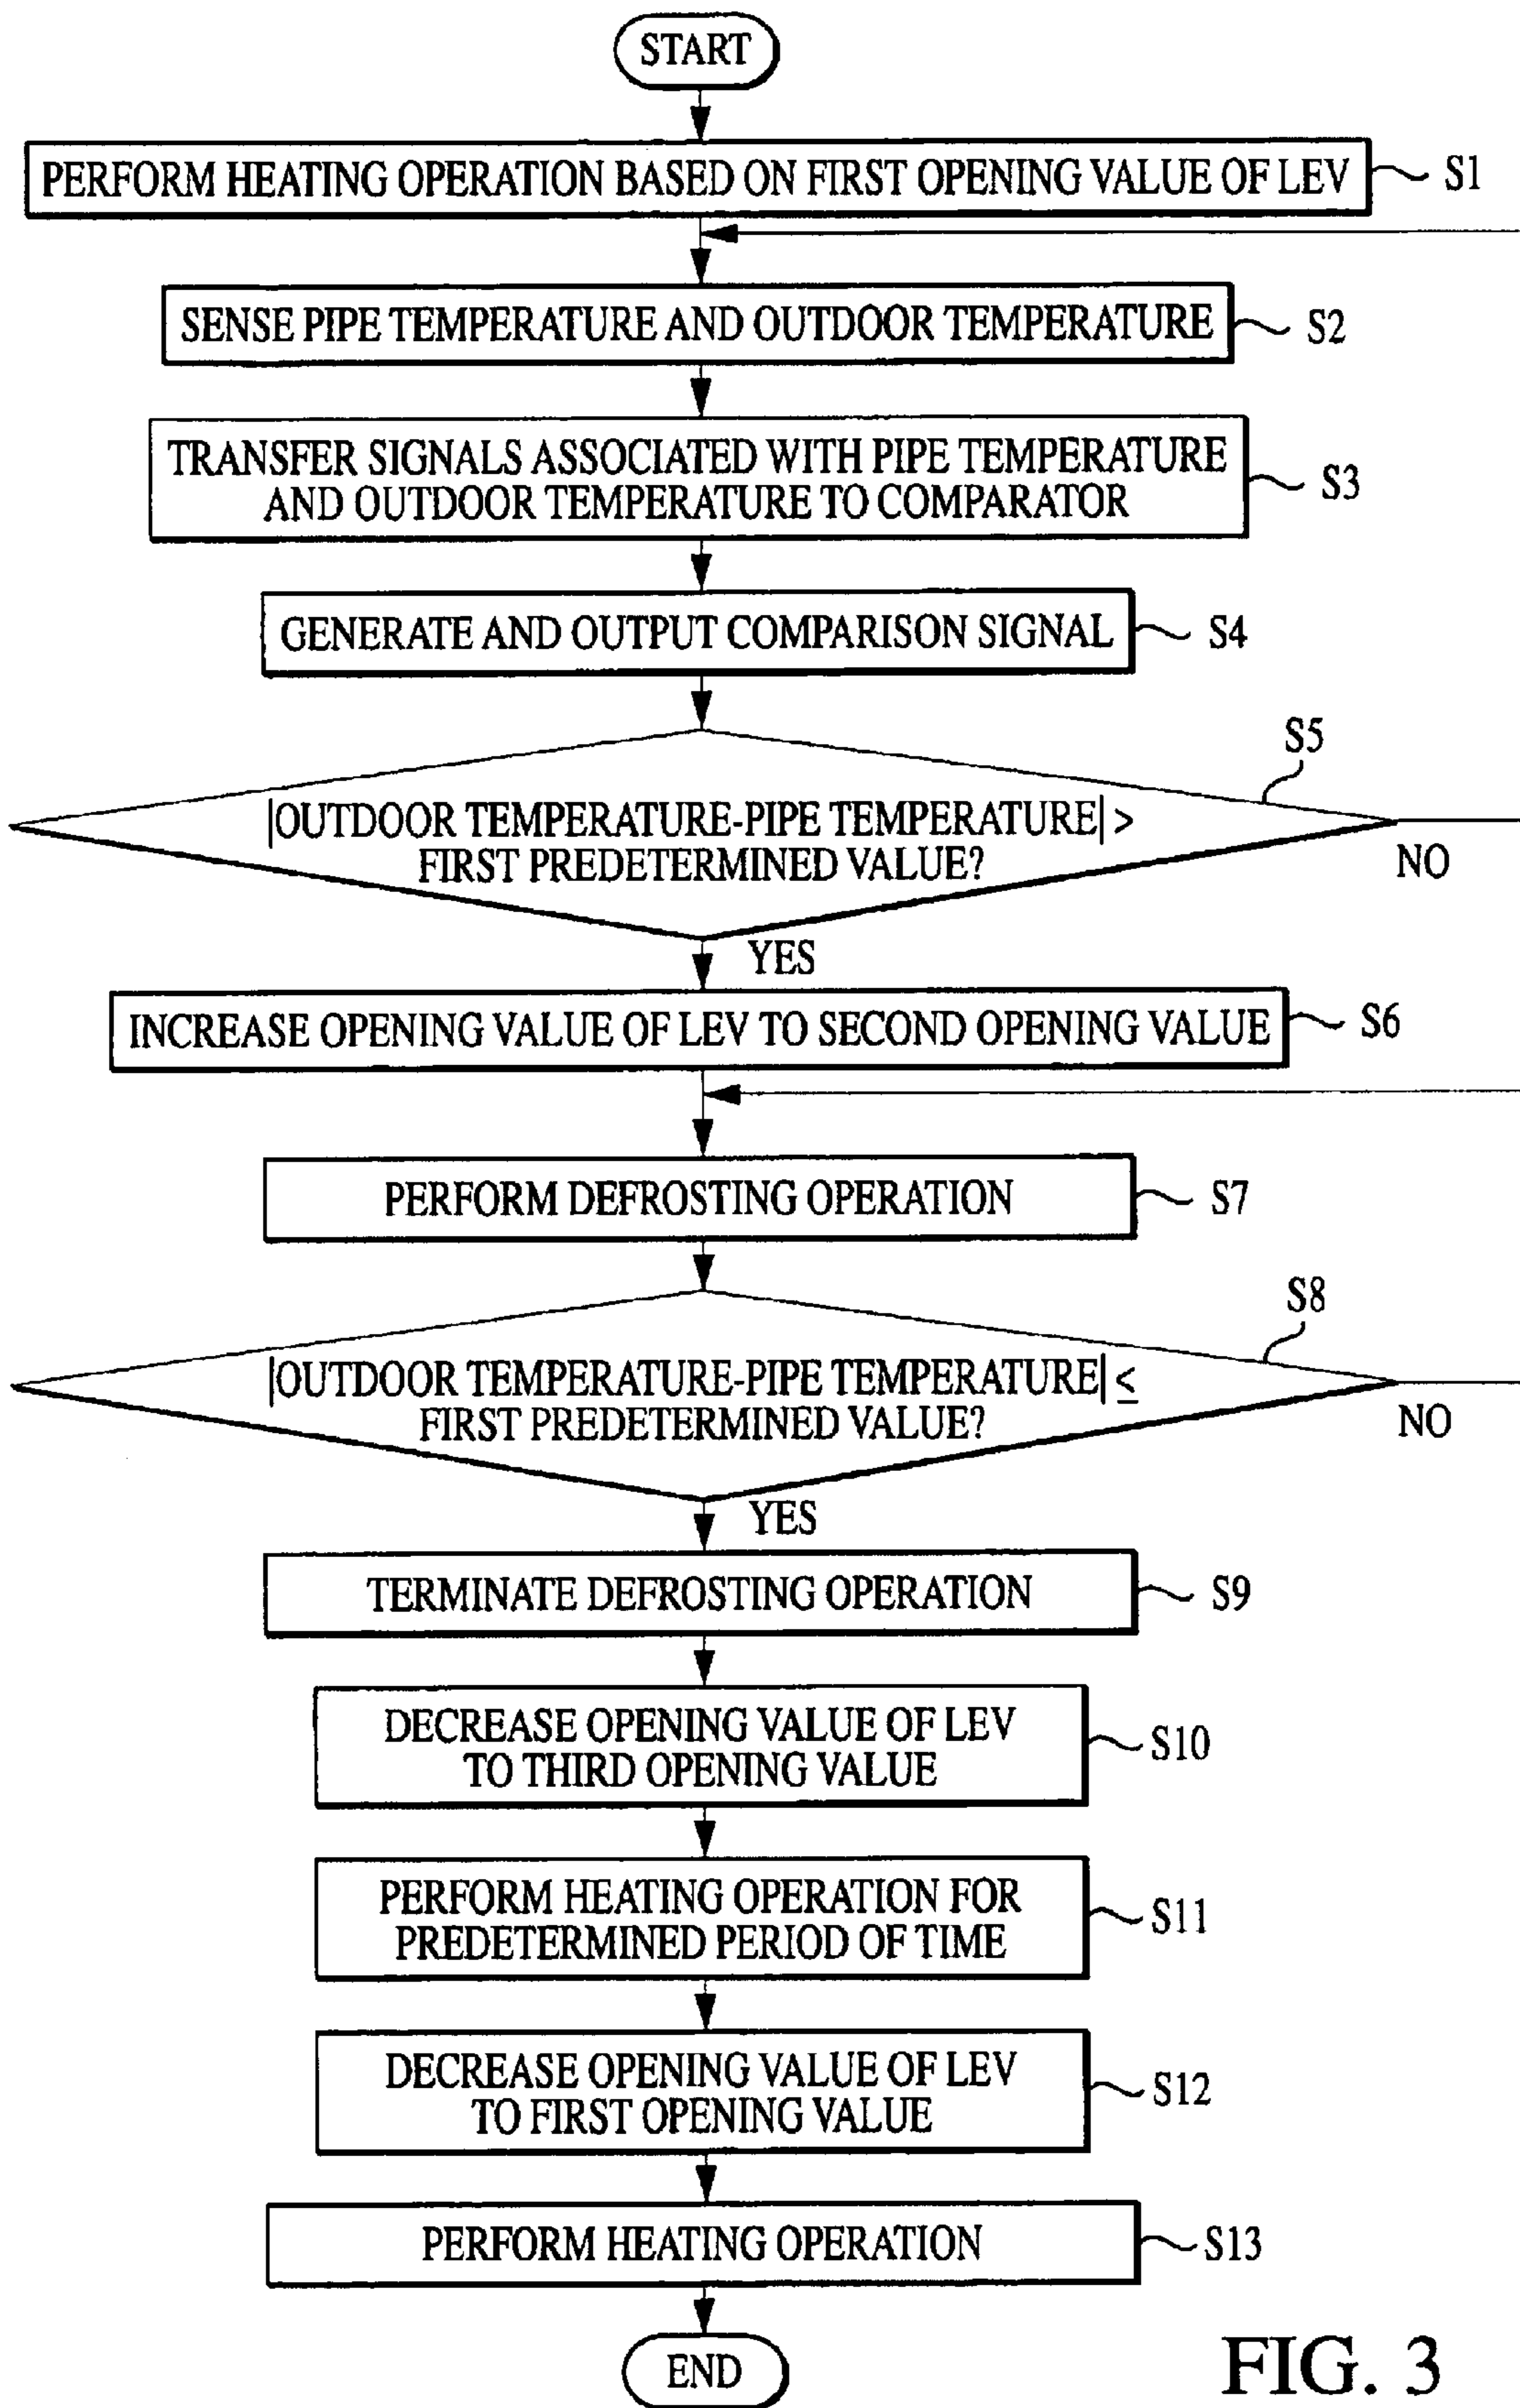 START
PERFORM HEATING OPERATION BASED ON FIRST OPENING VALUE OF LEV
S1
SENSE PIPE TEMPERATURE AND OUTDOOR TEMPERATURE
S2
TRANSFER SIGNALS ASSOCIATED WITH PIPE TEMPERATURE
AND OUTDOOR TEMPERATURE TO COMPARATOR
S3
GENERATE AND OUTPUT COMPARISON SIGNAL
S4
S5
|OUTDOOR TEMPERATURE-PIPE TEMPERATURE| >
FIRST PREDETERMINED VALUE?
NO
YES
INCREASE OPENING VALUE OF LEV TO SECOND OPENING VALUE
S6
PERFORM DEFROSTING OPERATION
S7
S8
|OUTDOOR TEMPERATURE-PIPE TEMPERATURE| ≤
FIRST PREDETERMINED VALUE?
NO
YES
TERMINATE DEFROSTING OPERATION
S9
DECREASE OPENING VALUE OF LEV
TO THIRD OPENING VALUE
S10
PERFORM HEATING OPERATION FOR
PREDETERMINED PERIOD OF TIME
S11
DECREASE OPENING VALUE OF LEV
TO FIRST OPENING VALUE
S12
PERFORM HEATING OPERATION
S13
END
FIG. 3